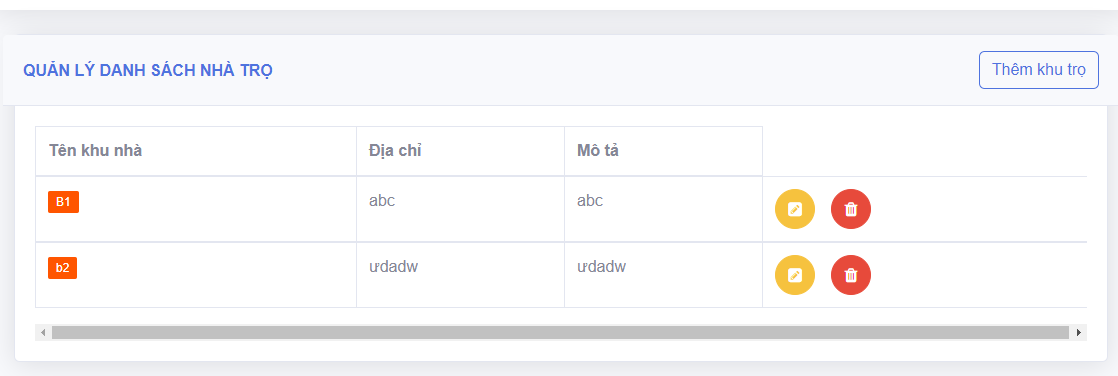 QUẢN LÝ DANH SÁCH NHÀ TRỌ
Thêm khu trọ
Tên khu nhà Địa chỉ Mô tả
B1 abc abc
b2 ưdadw ưdadw